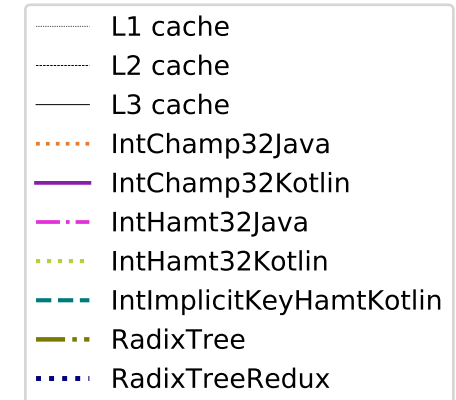 L1 cache
L2 cache
L3 cache
IntChamp32Java
IntChamp32Kotlin
IntHamt32Java
IntHamt32Kotlin
IntImplicitKeyHamtKotlin
RadixTree
RadixTreeRedux